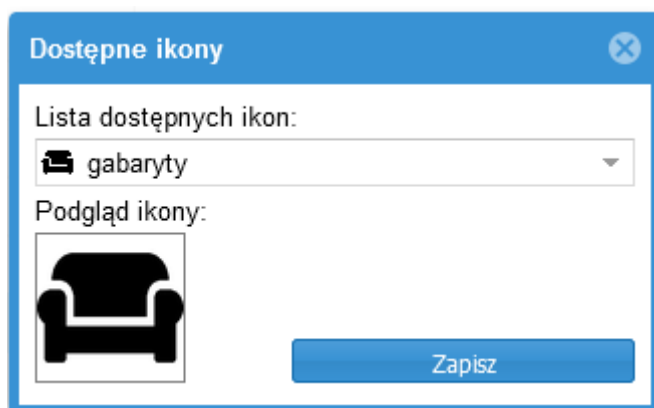 Dostępne ikony
Lista dostępnych ikon:
gabaryty
Podgląd ikony:
Zapisz